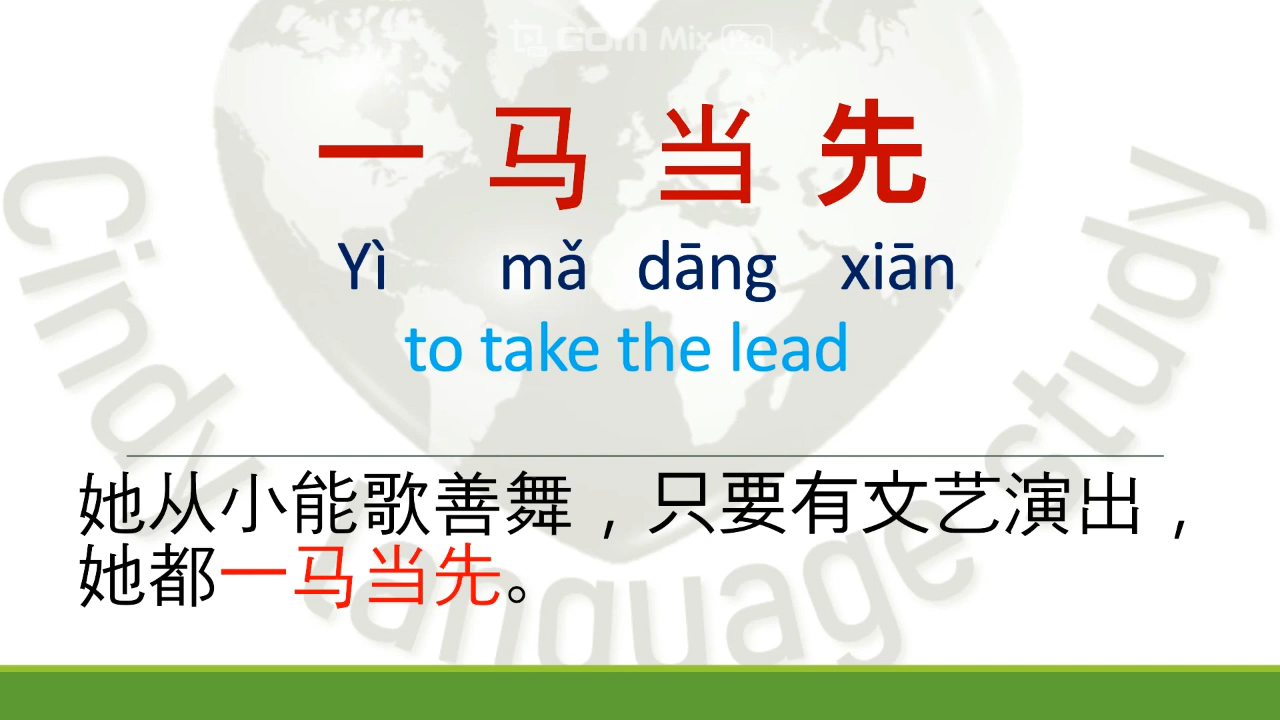 GOM Mix Pro
一 马 当 先
Yì mǎ dāng xiān
to take the lead
她从小能歌善舞，只要有文艺演出，
她都一马当先。
Cindy language study